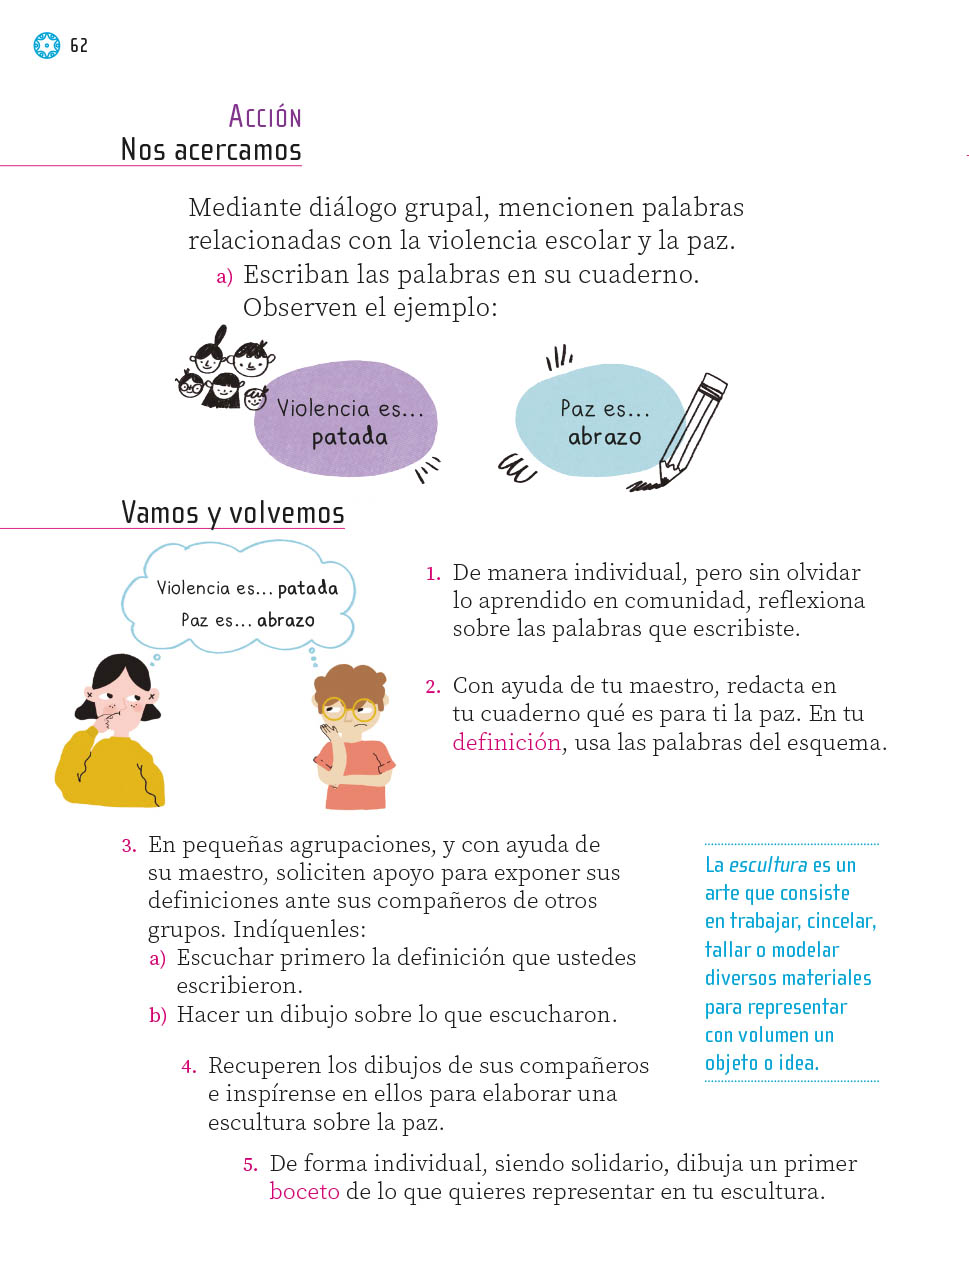 62
Acción
Nos acercamos
Mediante diálogo grupal, mencionen palabras
relacionadas con la violencia escolar y la paz.
a) Escriban las palabras en su cuaderno.
Observen el ejemplo:
Violencia es...
patada
Paz es...
abrazo
Vamos y volvemos
Violencia es... patada
Paz es... abrazo
1. De manera individual, pero sin olvidar
lo aprendido en comunidad, reflexiona
sobre las palabras que escribiste.
2. Con ayuda de tu maestro, redacta en
tu cuaderno qué es para ti la paz. En tu
definición, usa las palabras del esquema.
3. En pequeñas agrupaciones, y con ayuda de
su maestro, soliciten apoyo para exponer sus
definiciones ante sus compañeros de otros
grupos. Indíquenles:
a) Escuchar primero la definición que ustedes
escribieron.
b) Hacer un dibujo sobre lo que escucharon.
La escultura es un
arte que consiste
en trabajar, cincelar,
tallar o modelar
diversos materiales
para representar
con volumen un
objeto o idea.
4. Recuperen los dibujos de sus compañeros
e inspírense en ellos para elaborar una
escultura sobre la paz.
5. De forma individual, siendo solidario, dibuja un primer
boceto de lo que quieres representar en tu escultura.